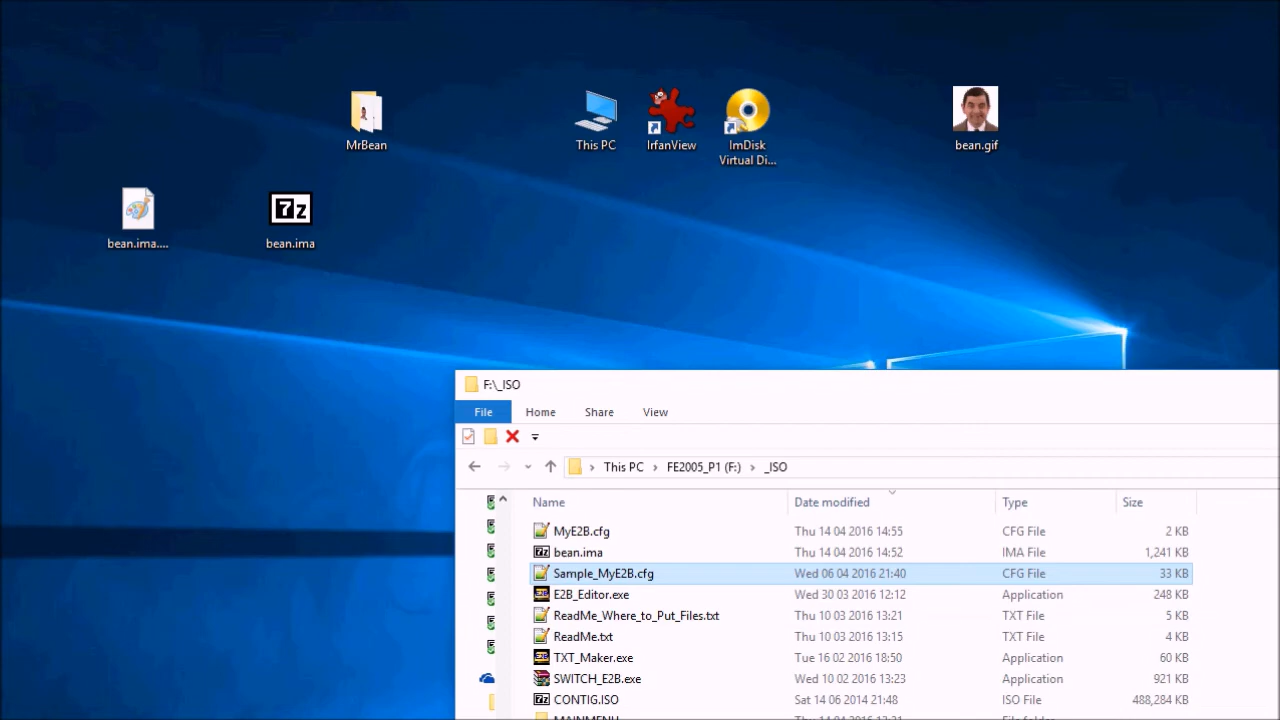 MrBean
This PC
IrfanView
ImDisk
Virtual Di...
bean.gif
bean.ima....
7z
bean.ima
F:\_ISO
File Home Share View
This PC FE2005_P1 (F:) _ISO
Name Date modified Type Size
MyE2B.cfg Thu 14 04 2016 14:55 CFG File 2 KB
bean.ima Thu 14 04 2016 14:52 IMA File 1,241 KB
Sample_MyE2B.cfg Wed 06 04 2016 21:40 CFG File 33 KB
E2B_Editor.exe Wed 30 03 2016 12:12 Application 248 KB
ReadMe_Where_to_Put_Files.txt Thu 10 03 2016 13:21 TXT File 5 KB
ReadMe.txt Thu 10 03 2016 13:15 TXT File 4 KB
TXT_Maker.exe Tue 16 02 2016 18:50 Application 60 KB
SWITCH_E2B.exe Wed 10 02 2016 13:23 Application 921 KB
CONTIG.ISO Sat 14 06 2014 21:48 ISO File 488,284 KB
MAINMENU